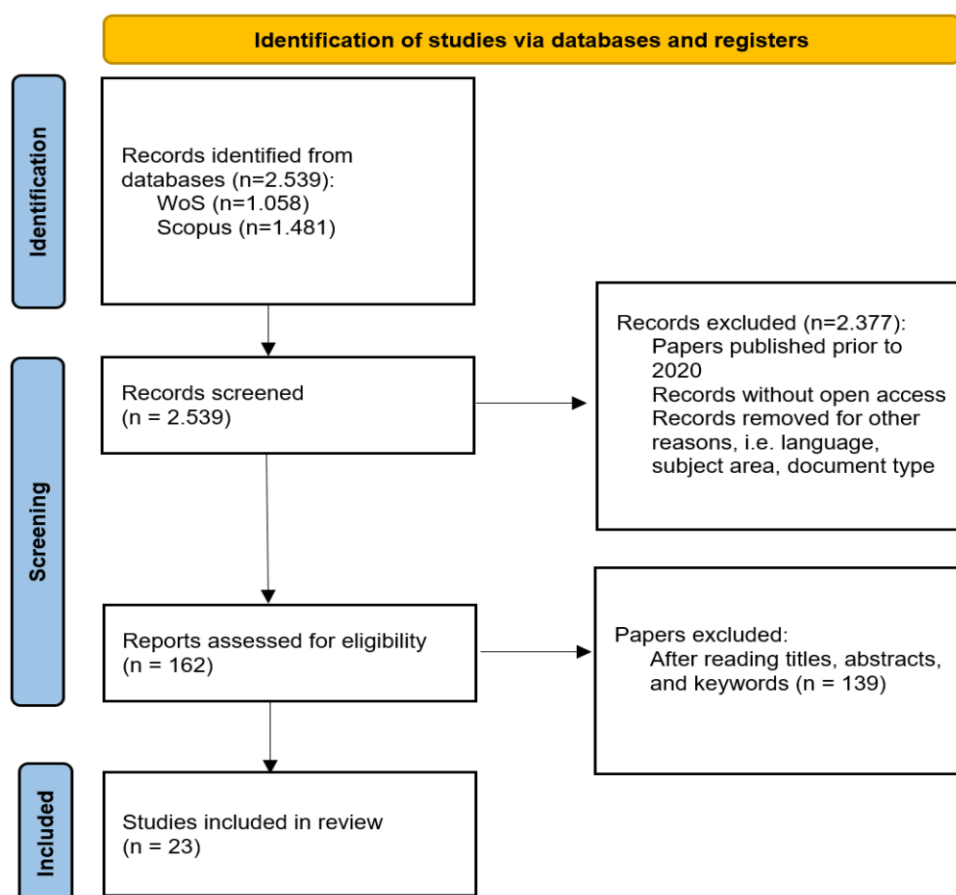 Identification of studies via databases and registers
Identification
Records identified from
databases (n=2.539):
WoS (n=1.058)
Scopus (n=1.481)
Records excluded (n=2.377):
Papers published prior to
2020
Records without open access
Records removed for other
reasons, i.e. language,
subject area, document type
Screening
Records screened
(n = 2.539)
Reports assessed for eligibility
(n = 162)
Papers excluded:
After reading titles, abstracts,
and keywords (n = 139)
Included
Studies included in review
(n = 23)